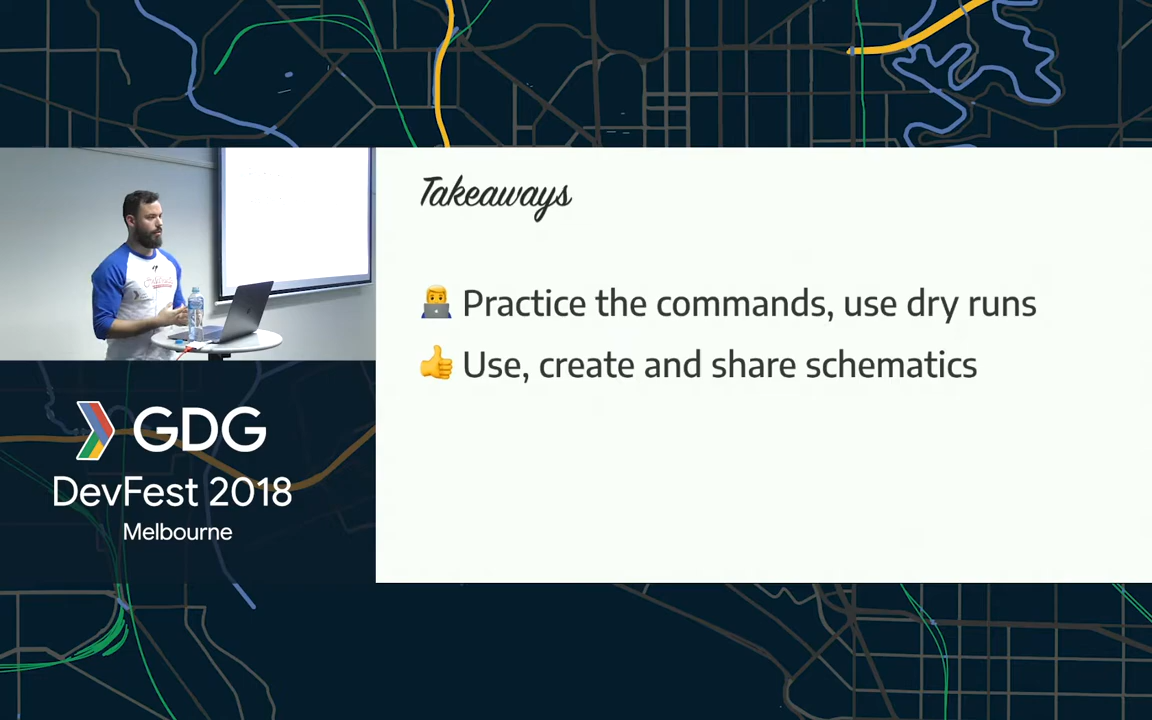 Takeaways
👨‍💻 Practice the commands, use dry runs
👍 Use, create and share schematics
GDG
DevFest 2018
Melbourne